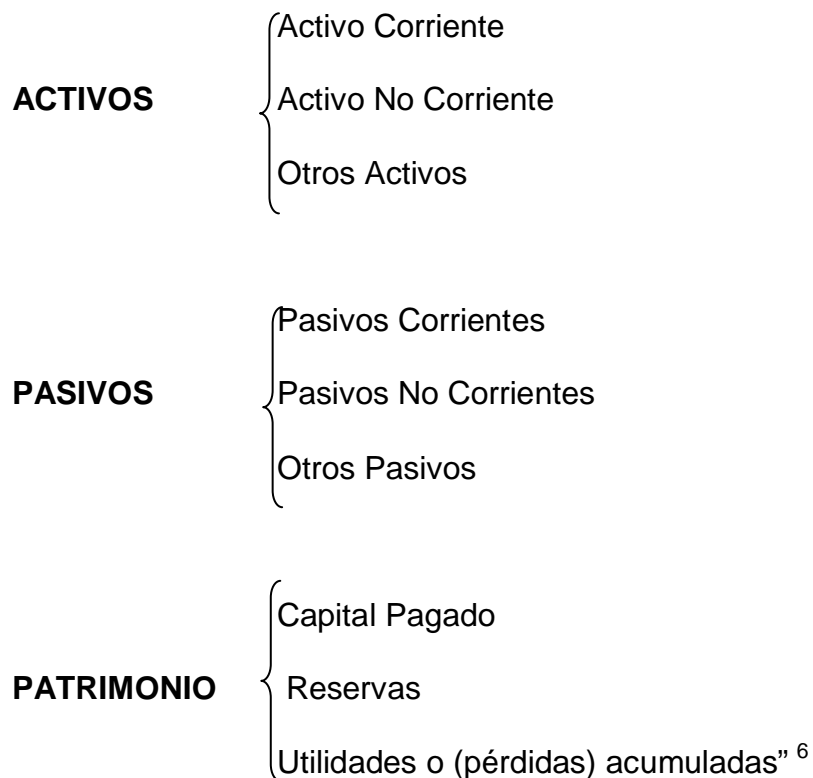 Activo Corriente
ACTIVOS Activo No Corriente
Otros Activos
Pasivos Corrientes
PASIVOS Pasivos No Corrientes
Otros Pasivos
Capital Pagado
PATRIMONIO Reservas
Utilidades o (pérdidas) acumuladas” 6